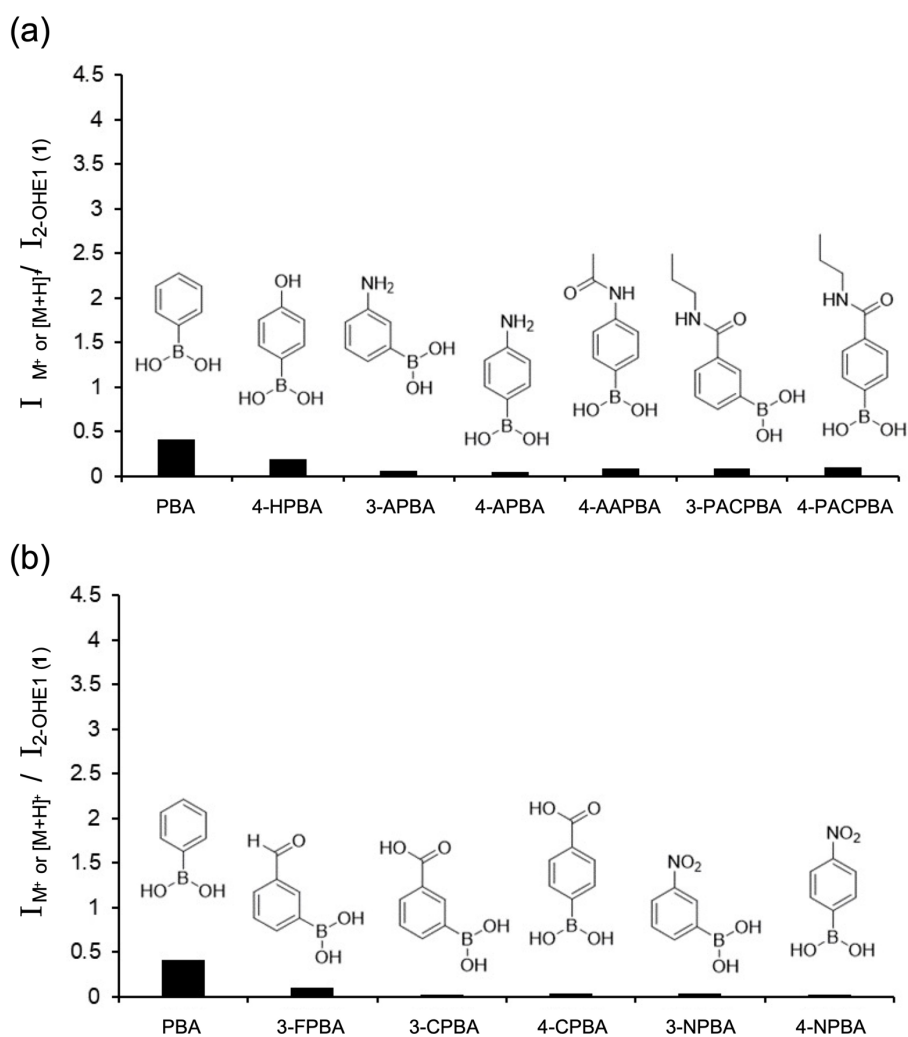 (a)
I M+ or [M+H]+/ I2-OHE1 (1)
4.5
4
3.5
3
2.5
2
1.5
1
0.5
0
HO B OH
OH
HO B OH
NH2
B OH
OH
NH2
HO B OH
O NH
HO B OH
HN O
B OH
OH
HN O
HO B OH
PBA 4-HPBA 3-APBA 4-APBA 4-AAPBA 3-PACPBA 4-PACPBA
(b)
I M+ or [M+H]+ / I2-OHE1 (1)
4.5
4
3.5
3
2.5
2
1.5
1
0.5
0
HO B OH
H O
B OH
OH
HO O
B OH
OH
HO O
HO B OH
NO2
B OH
OH
NO2
HO B OH
PBA 3-FPBA 3-CPBA 4-CPBA 3-NPBA 4-NPBA